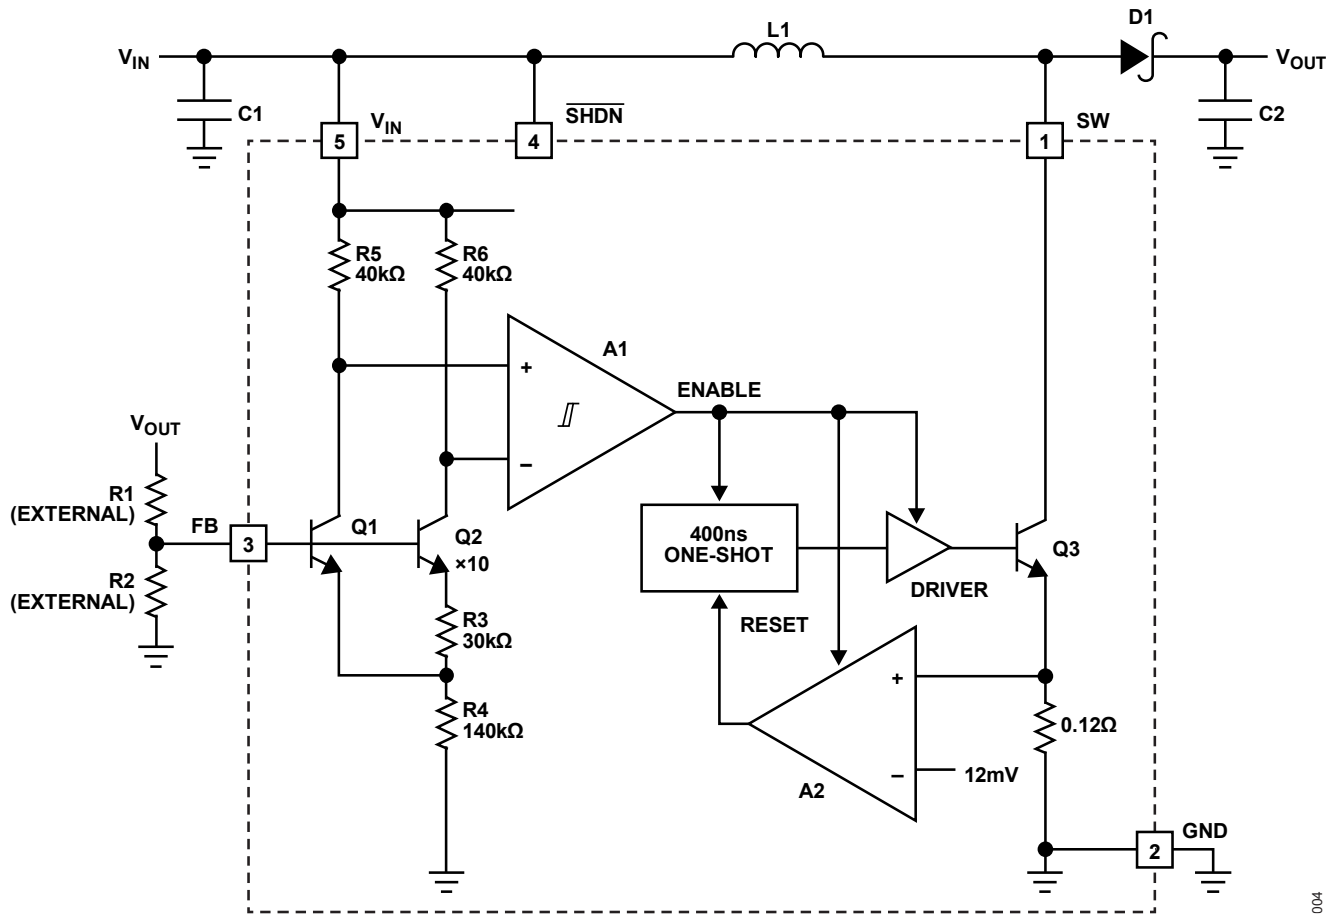 L1
D1
VIN
VOUT
C1
VIN
SHDN
SW
C2
5
4
1
R5
40kΩ
R6
40kΩ
A1
+
ENABLE
VOUT
−
R1
(EXTERNAL)
FB
3
Q1
Q2
×10
400ns
ONE-SHOT
Q3
R2
(EXTERNAL)
DRIVER
R3
30kΩ
RESET
+
R4
140kΩ
0.12Ω
A2
−
12mV
GND
2
004